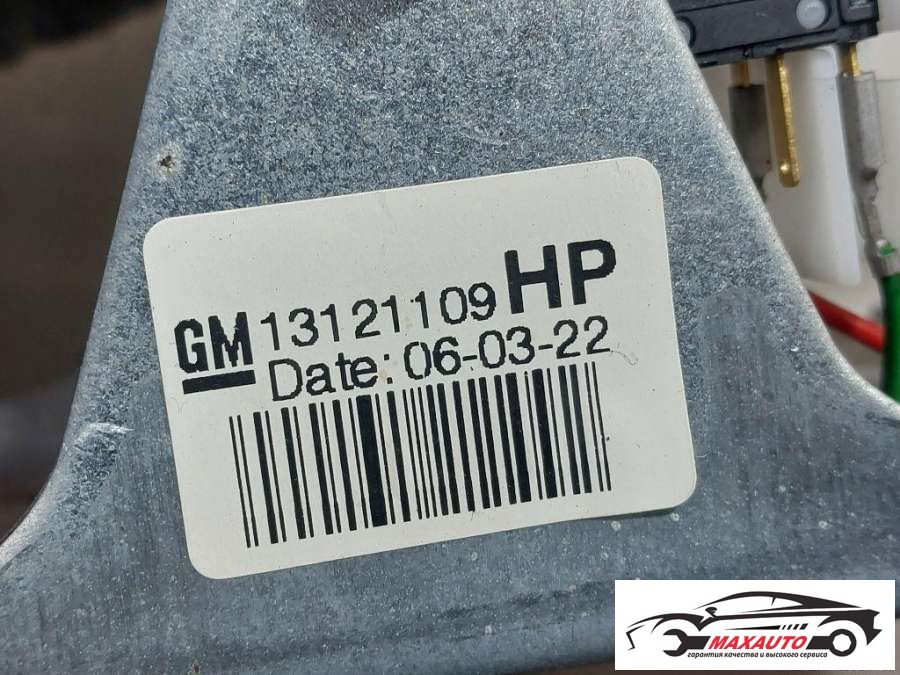 GM 13121109 HP
Date: 06-03-22
MAXAUTO
гарантия качества и высокого сервиса